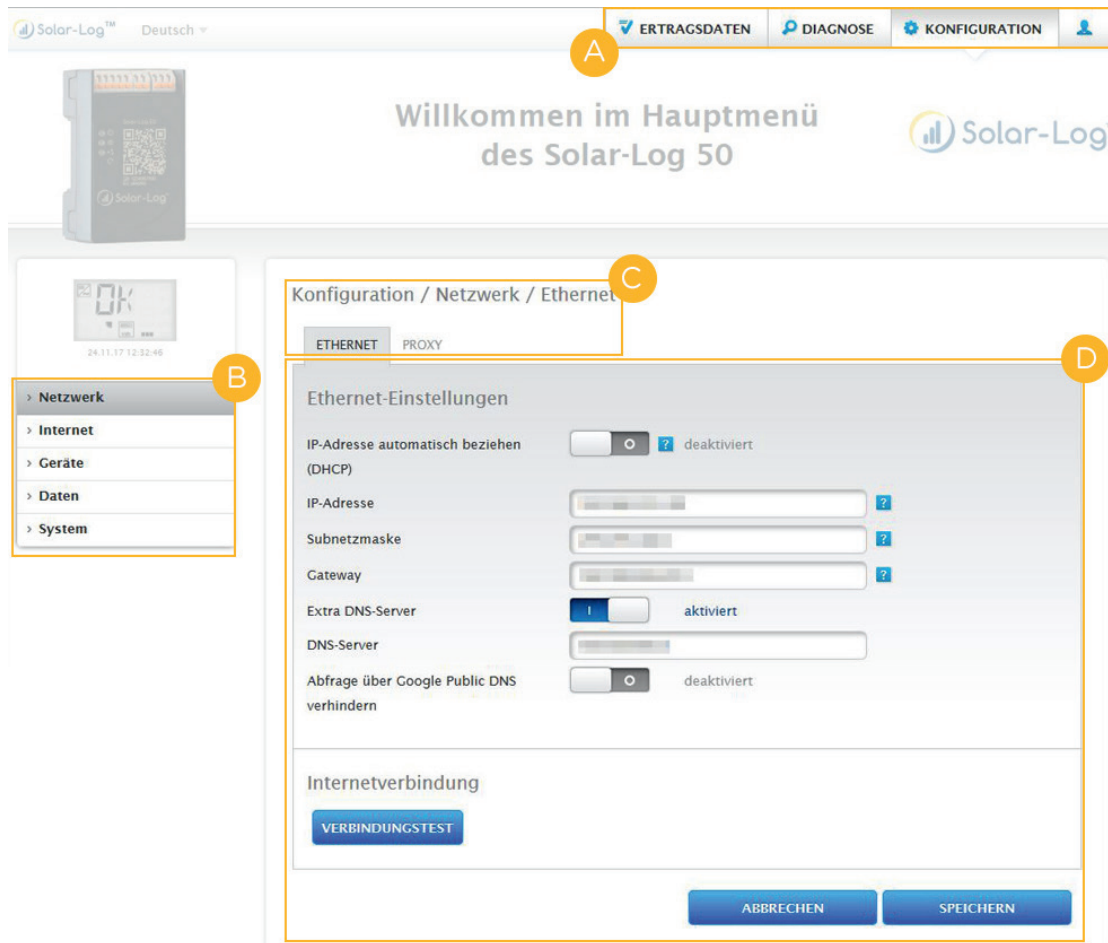 Solar-Log™ Deutsch
ERTRAGSDATEN DIAGNOSE KONFIGURATION
A
Willkommen im Hauptmenü
des Solar-Log 50
Solar-Log
Solar-Log
OK
24.11.17 12:32:46
B
› Netzwerk
› Internet
› Geräte
› Daten
› System
C
Konfiguration / Netzwerk / Ethernet
ETHERNET PROXY
D
Ethernet-Einstellungen
IP-Adresse automatisch beziehen
(DHCP)
O ? deaktiviert
IP-Adresse ?
Subnetzmaske ?
Gateway ?
Extra DNS-Server I aktiviert
DNS-Server
Abfrage über Google Public DNS
verhindern
O deaktiviert
Internetverbindung
VERBINDUNGSTEST
ABBRECHEN SPEICHERN